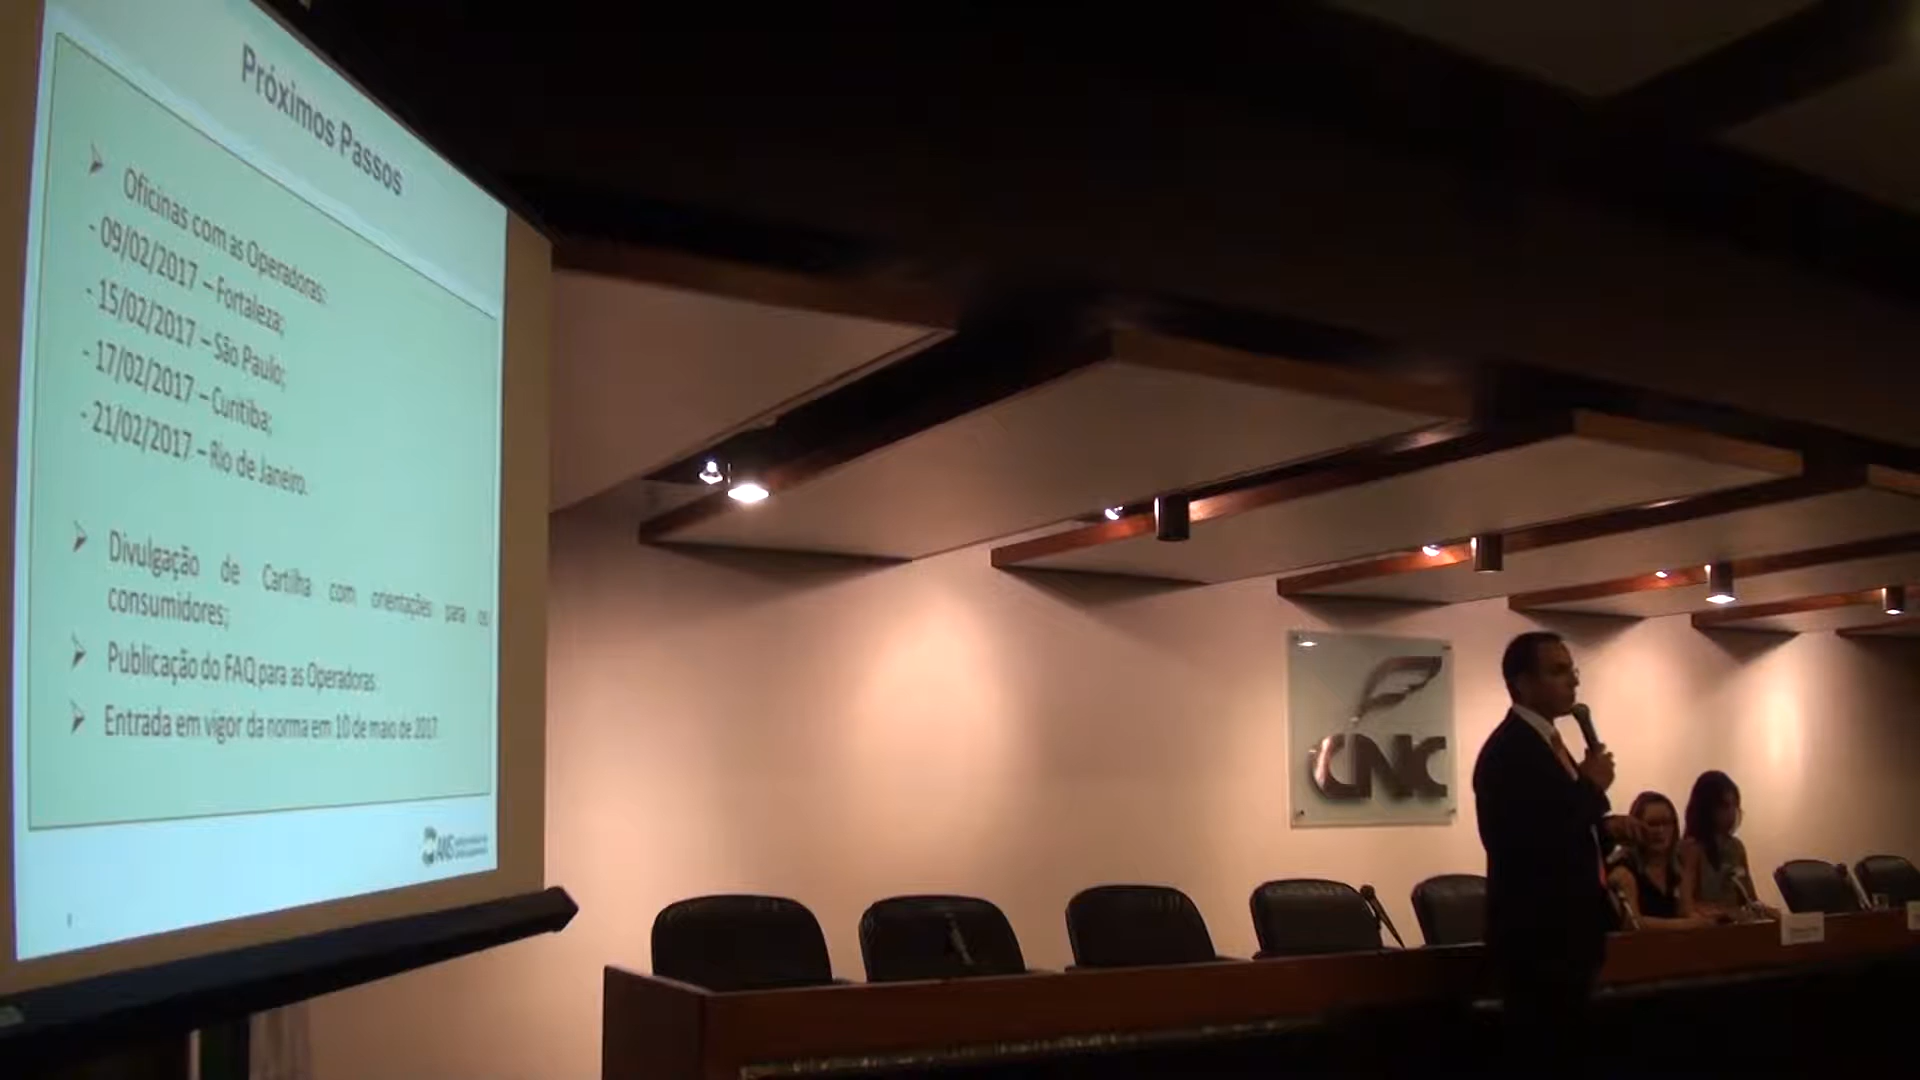 Próximos Passos
Oficinas com as Operadoras:
- 09/02/2017 – Fortaleza;
- 15/02/2017 – São Paulo;
- 17/02/2017 – Curitiba;
- 21/02/2017 – Rio de Janeiro.
Divulgação de Cartilha com orientações para os
consumidores;
Publicação do FAQ para as Operadoras.
Entrada em vigor da norma em 10 de maio de 2017.
ANS
CNC